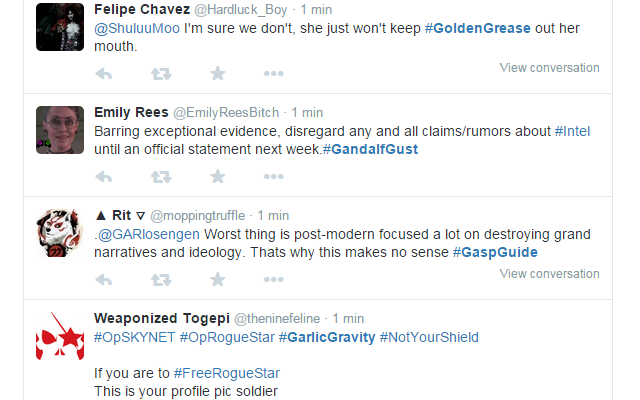 Felipe Chavez @Hardluck_Boy · 1 min
@ShuluuMoo I'm sure we don't, she just won't keep #GoldenGrease out her
mouth.
View conversation
Emily Rees @EmilyReesBitch · 1 min
Barring exceptional evidence, disregard any and all claims/rumors about #Intel
until an official statement next week.#GandalfGust
▲ Rit ▽ @moppingtruffle · 1 min
.@GARlosengen Worst thing is post-modern focused a lot on destroying grand
narratives and ideology. Thats why this makes no sense #GaspGuide
View conversation
Weaponized Togepi @theninefeline · 1 min
#OpSKYNET #OpRogueStar #GarlicGravity #NotYourShield
If you are to #FreeRogueStar
This is your profile pic soldier